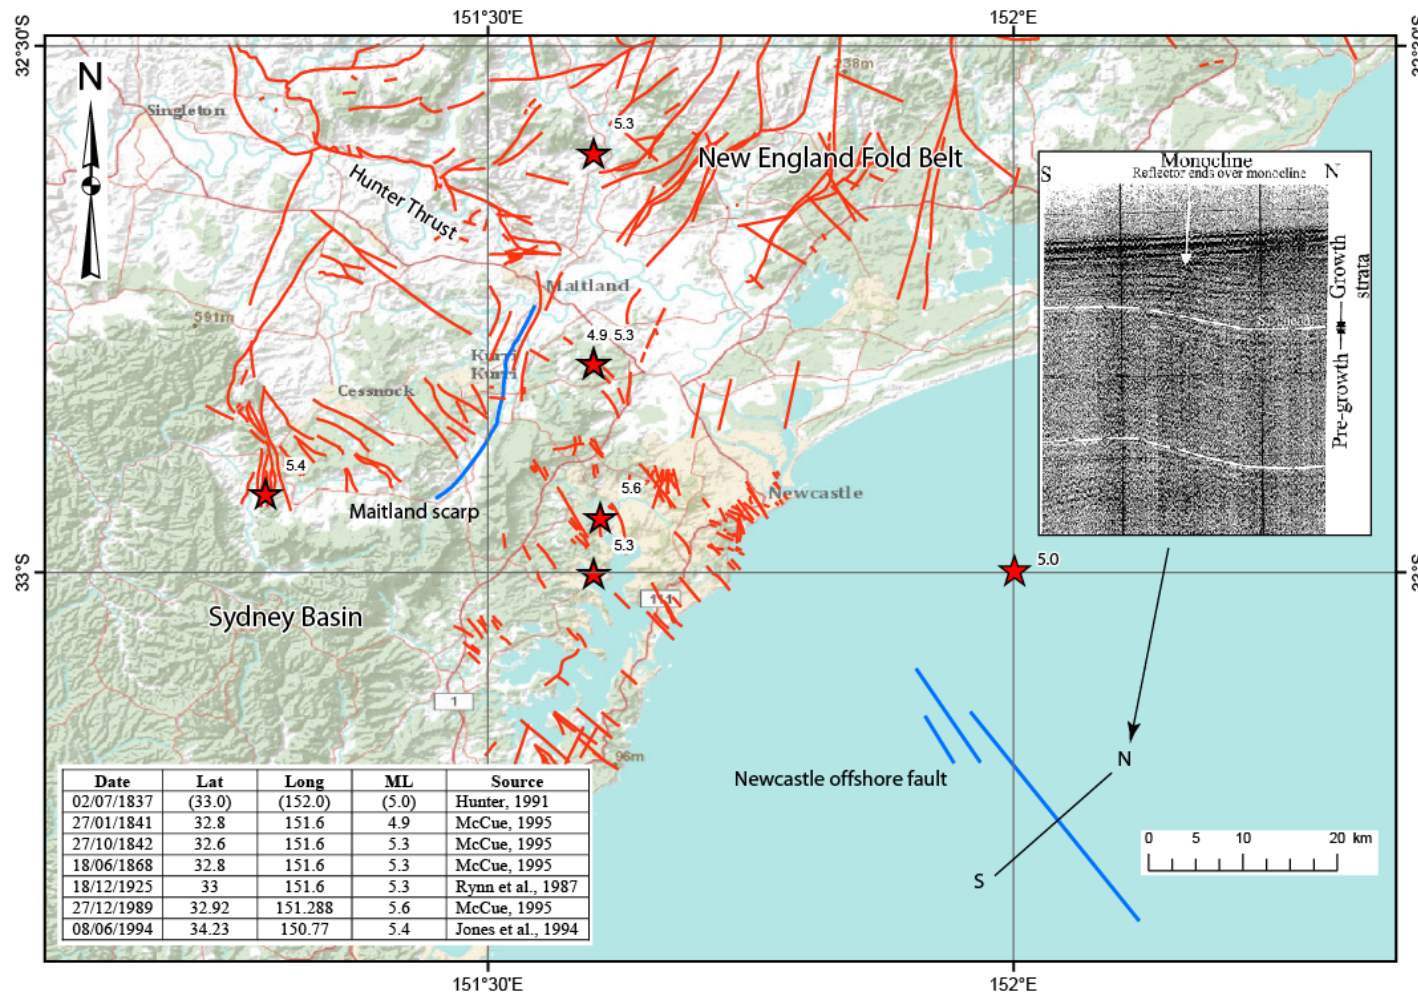 151°30'E
152°E
32°30'S
32°30'S
N
Singleton
238m
5.3
New England Fold Belt
Hunter Thrust
Monocline
Reflector ends over monocline
S
N
Growth
strata
Pre-growth
Maitland
591m
4.9
5.3
Kurri
Kurri
Cessnock
5.4
5.6
Newcastle
Maitland scarp
5.3
5.0
33°S
33°S
111
Sydney Basin
1
96m
Newcastle offshore fault
N
S
0 5 10 20 km
Date Lat Long ML Source
02/07/1837 (33.0) (152.0) (5.0) Hunter, 1991
27/01/1841 32.8 151.6 4.9 McCue, 1995
27/10/1842 32.6 151.6 5.3 McCue, 1995
18/06/1868 32.8 151.6 5.3 McCue, 1995
18/12/1925 33 151.6 5.3 Rynn et al., 1987
27/12/1989 32.92 151.288 5.6 McCue, 1995
08/06/1994 34.23 150.77 5.4 Jones et al., 1994
151°30'E
152°E